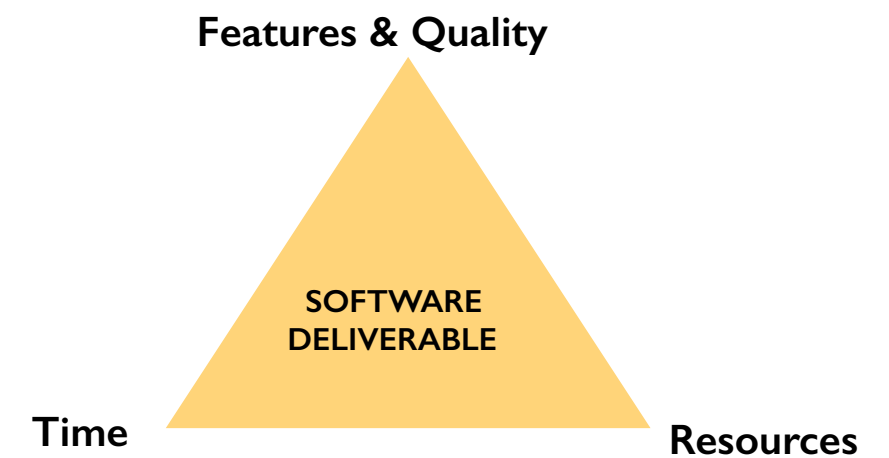 Features & Quality
SOFTWARE
DELIVERABLE
Time
Resources